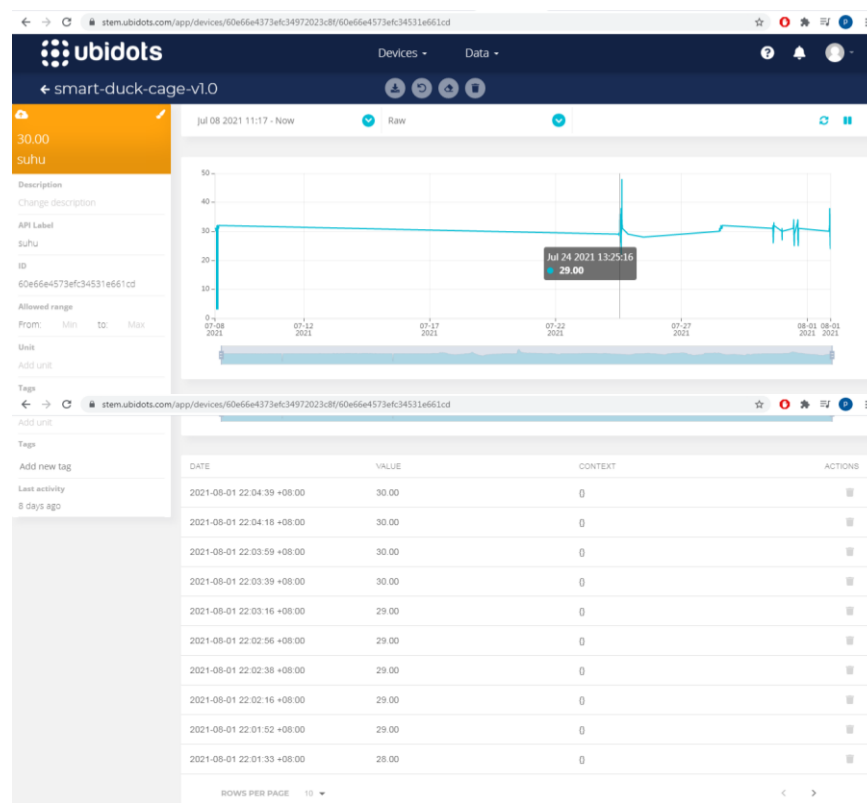 stem.ubidots.com/app/devices/60e66e4373efc34972023c8f/60e66e4573efc34531e661cd
P
ubidots
Devices
Data
?
smart-duck-cage-v1.0
30.00
suhu
Jul 08 2021 11:17 - Now
Raw
Description
Change description
API Label
suhu
ID
60e66e4573efc34531e661cd
Allowed range
From: Min to: Max
Unit
Add unit
Tags
50
40
30
20
10
0
Jul 24 2021 13:25:16
29.00
07-08 07-12 07-17 07-22 07-27 08-01 08-01
2021 2021 2021 2021 2021 2021 2021
stem.ubidots.com/app/devices/60e66e4373efc34972023c8f/60e66e4573efc34531e661cd
P
Add unit
Tags
Add new tag
Last activity
8 days ago
DATE VALUE CONTEXT ACTIONS
2021-08-01 22:04:39 +08:00 30.00 {}
2021-08-01 22:04:18 +08:00 30.00 {}
2021-08-01 22:03:59 +08:00 30.00 {}
2021-08-01 22:03:39 +08:00 30.00 {}
2021-08-01 22:03:16 +08:00 29.00 {}
2021-08-01 22:02:56 +08:00 29.00 {}
2021-08-01 22:02:38 +08:00 29.00 {}
2021-08-01 22:02:16 +08:00 29.00 {}
2021-08-01 22:01:52 +08:00 29.00 {}
2021-08-01 22:01:33 +08:00 28.00 {}
ROWS PER PAGE 10